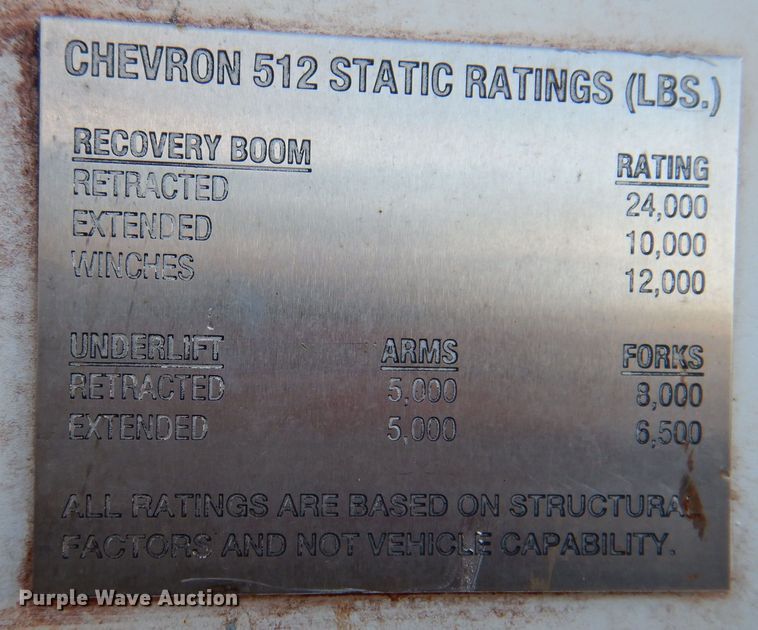 CHEVRON 512 STATIC RATINGS (LBS.)
RECOVERY BOOM RATING
RETRACTED 24,000
EXTENDED 10,000
WINCHES 12,000
UNDERLIFT ARMS FORKS
RETRACTED 5,000 8,000
EXTENDED 5,000 6,500
ALL RATINGS ARE BASED ON STRUCTURAL
FACTORS AND NOT VEHICLE CAPABILITY.
Purple Wave Auction